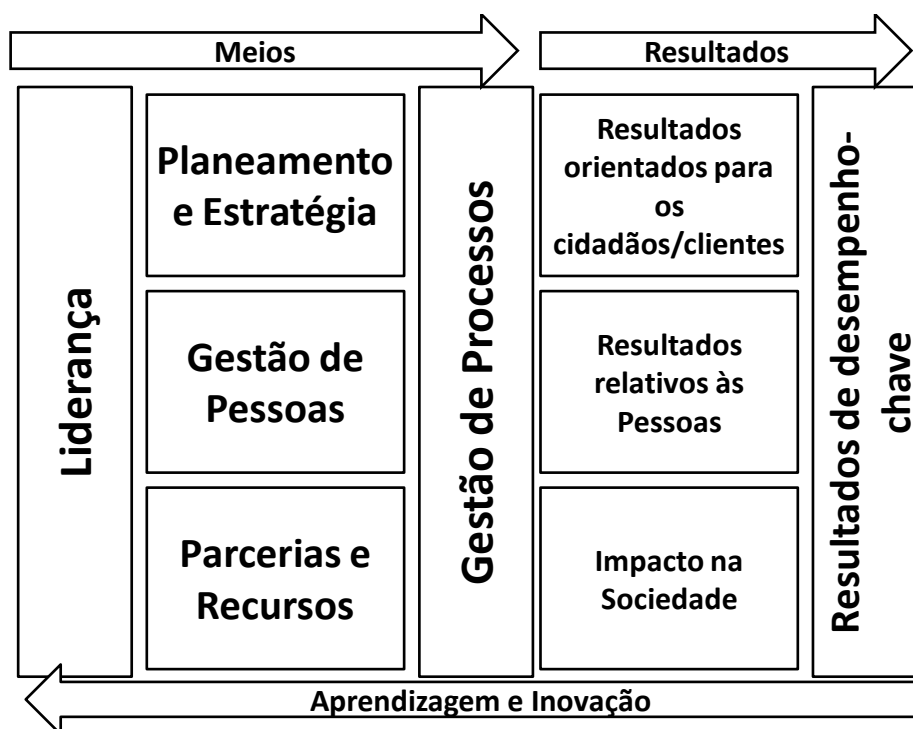 Meios
Resultados
Liderança
Planeamento
e Estratégia
Gestão de
Pessoas
Parcerias e
Recursos
Gestão de Processos
Resultados
orientados para
os
cidadãos/clientes
Resultados
relativos às
Pessoas
Impacto na
Sociedade
Resultados de desempenho-
chave
Aprendizagem e Inovação